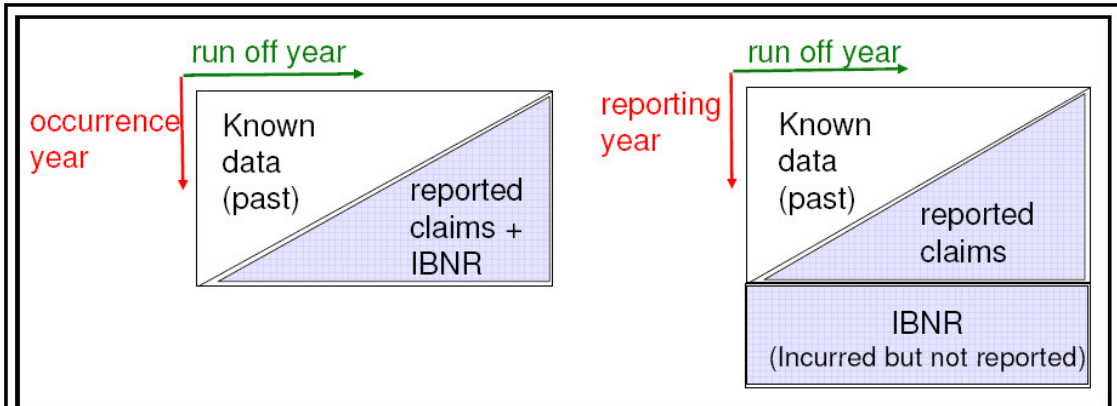 run off year
occurrence
year
Known
data
(past)
reported
claims +
IBNR
run off year
reporting
year
Known
data
(past)
reported
claims
IBNR
(Incurred but not reported)